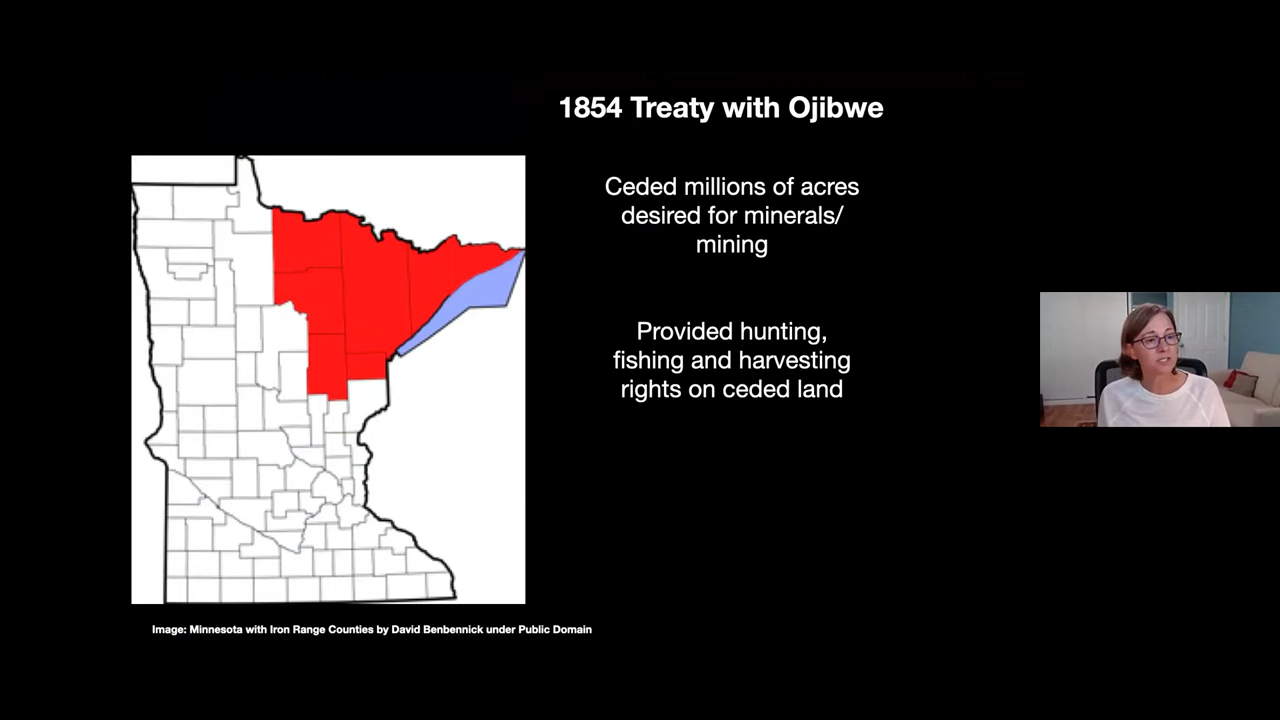 1854 Treaty with Ojibwe
Ceded millions of acres
desired for minerals/
mining
Provided hunting,
fishing and harvesting
rights on ceded land
Image: Minnesota with Iron Range Counties by David Benbennick under Public Domain